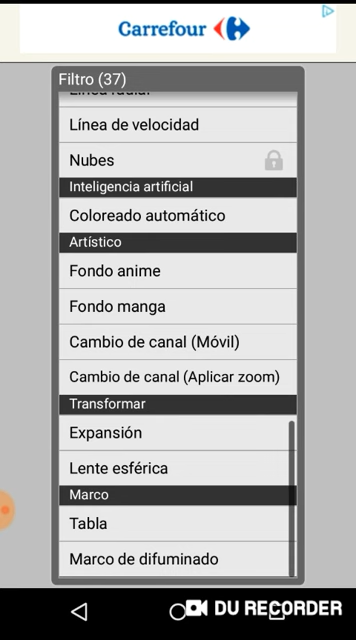 Carrefour
Filtro (37)
Línea radial
Línea de velocidad
Nubes
Inteligencia artificial
Coloreado automático
Artístico
Fondo anime
Fondo manga
Cambio de canal (Móvil)
Cambio de canal (Aplicar zoom)
Transformar
Expansión
Lente esférica
Marco
Tabla
Marco de difuminado
DU RECORDER